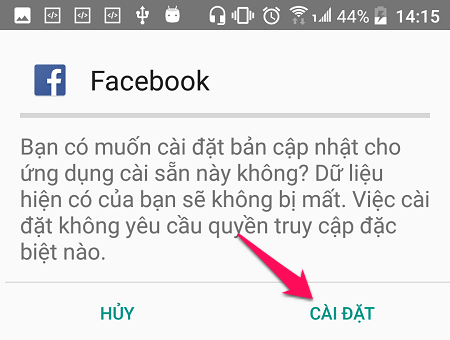 44% 14:15
Facebook
Bạn có muốn cài đặt bản cập nhật cho
ứng dụng cài sẵn này không? Dữ liệu
hiện có của bạn sẽ không bị mất. Việc cài
đặt không yêu cầu quyền truy cập đặc
biệt nào.
HỦY CÀI ĐẶT